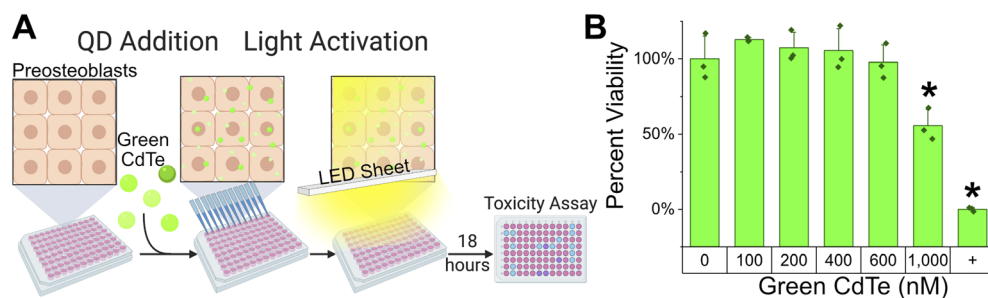 A
QD Addition
Light Activation
Preosteoblasts
Green
CdTe
LED Sheet
18
hours
Toxicity Assay
B
Percent Viability
100%
50%
0%
*
*
0 100 200 400 600 1,000 +
Green CdTe (nM)